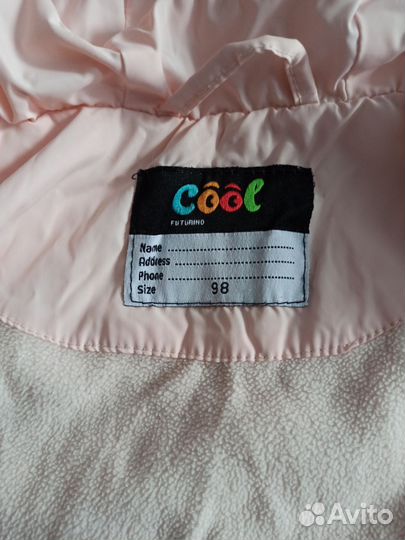 côôl
FUTURINO
Name ..............................
Address ..............................
Phone ..............................
Size 98
Avito